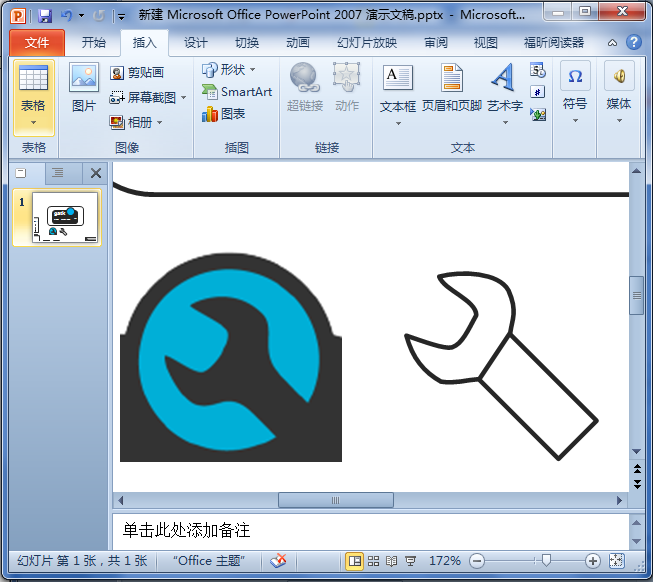 新建 Microsoft Office PowerPoint 2007 演示文稿.pptx - Microsoft...
文件 开始 插入 设计 切换 动画 幻灯片放映 审阅 视图 福昕阅读器
表格
图片
剪贴画
屏幕截图
相册
形状
SmartArt
图表
超链接
动作
文本框
页眉和页脚
艺术字
符号
媒体
表格 图像 插图 链接 文本
1
单击此处添加备注
幻灯片 第 1 张，共 1 张 "Office 主题" 172%